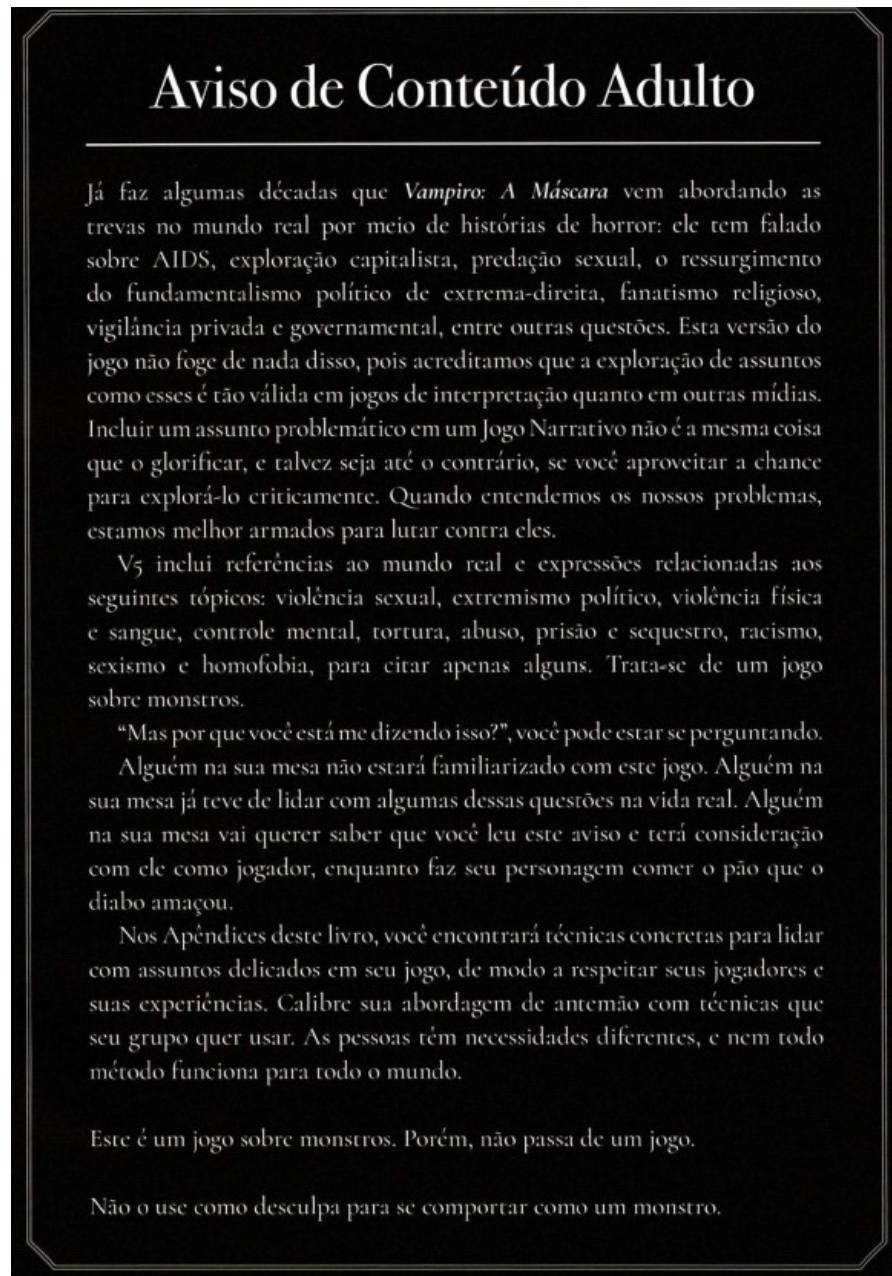 Aviso de Conteúdo Adulto
Já faz algumas décadas que Vampiro: A Máscara vem abordando as
trevas no mundo real por meio de histórias de horror: ele tem falado
sobre AIDS, exploração capitalista, predação sexual, o ressurgimento
do fundamentalismo político de extrema-direita, fanatismo religioso,
vigilância privada e governamental, entre outras questões. Esta versão do
jogo não foge de nada disso, pois acreditamos que a exploração de assuntos
como esses é tão válida em jogos de interpretação quanto em outras mídias.
Incluir um assunto problemático em um Jogo Narrativo não é a mesma coisa
que o glorificar, e talvez seja até o contrário, se você aproveitar a chance
para explorá-lo criticamente. Quando entendemos os nossos problemas,
estamos melhor armados para lutar contra eles.
V5 inclui referências ao mundo real e expressões relacionadas aos
seguintes tópicos: violência sexual, extremismo político, violência física
e sangue, controle mental, tortura, abuso, prisão e sequestro, racismo,
sexismo e homofobia, para citar apenas alguns. Trata-se de um jogo
sobre monstros.
“Mas por que você está me dizendo isso?”, você pode estar se perguntando.
Alguém na sua mesa não estará familiarizado com este jogo. Alguém na
sua mesa já teve de lidar com algumas dessas questões na vida real. Alguém
na sua mesa vai querer saber que você leu este aviso e terá consideração
com ele como jogador, enquanto faz seu personagem comer o pão que o
diabo amaçou.
Nos Apêndices deste livro, você encontrará técnicas concretas para lidar
com assuntos delicados em seu jogo, de modo a respeitar seus jogadores e
suas experiências. Calibre sua abordagem de antemão com técnicas que
seu grupo quer usar. As pessoas têm necessidades diferentes, e nem todo
método funciona para todo o mundo.
Este é um jogo sobre monstros. Porém, não passa de um jogo.
Não o use como desculpa para se comportar como um monstro.